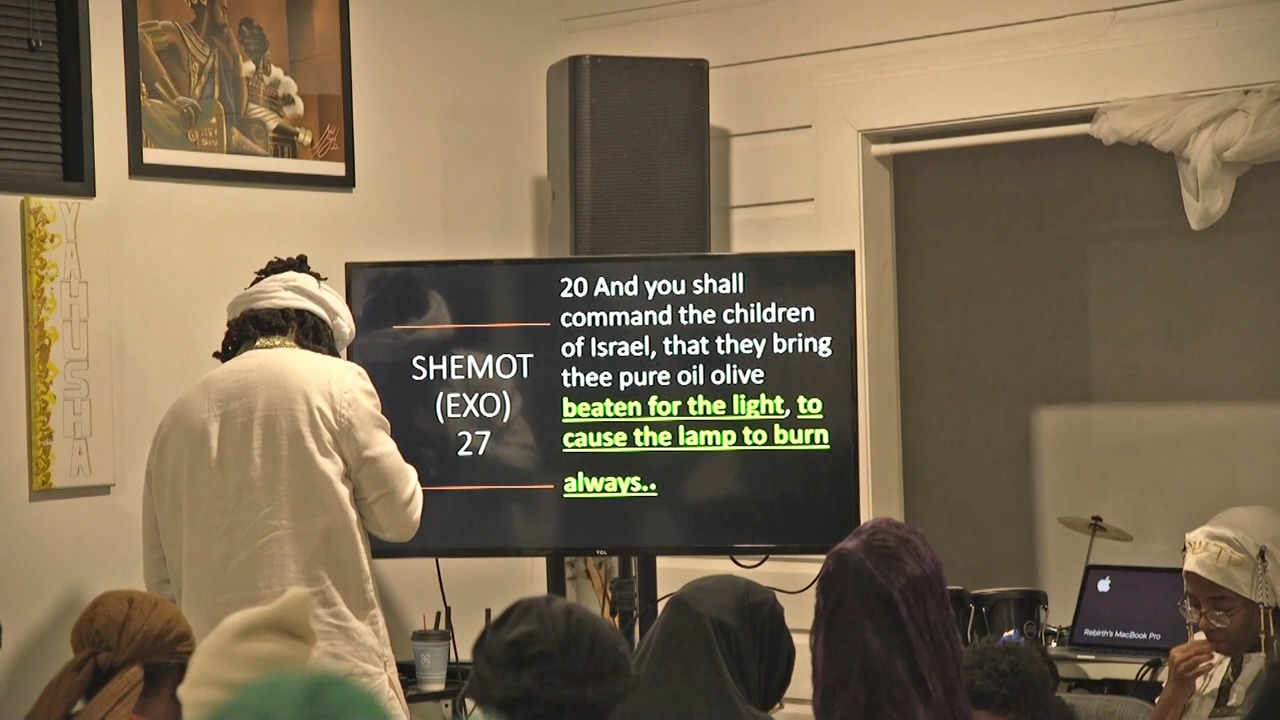 YAHUSHA
SHEMOT
(EXO)
27
20 And you shall
command the children
of Israel, that they bring
thee pure oil olive
beaten for the light, to
cause the lamp to burn
always..
TCL
Rebirth's MacBook Pro